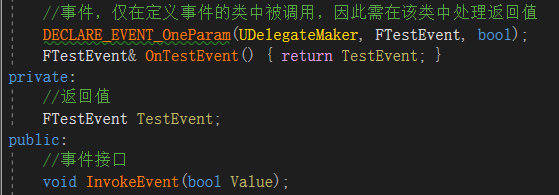 //事件，仅在定义事件的类中被调用，因此需在该类中处理返回值
DECLARE_EVENT_OneParam(UDelegateMaker, FTestEvent, bool);
FTestEvent& OnTestEvent() { return TestEvent; }
private:
//返回值
FTestEvent TestEvent;
public:
//事件接口
void InvokeEvent(bool Value);